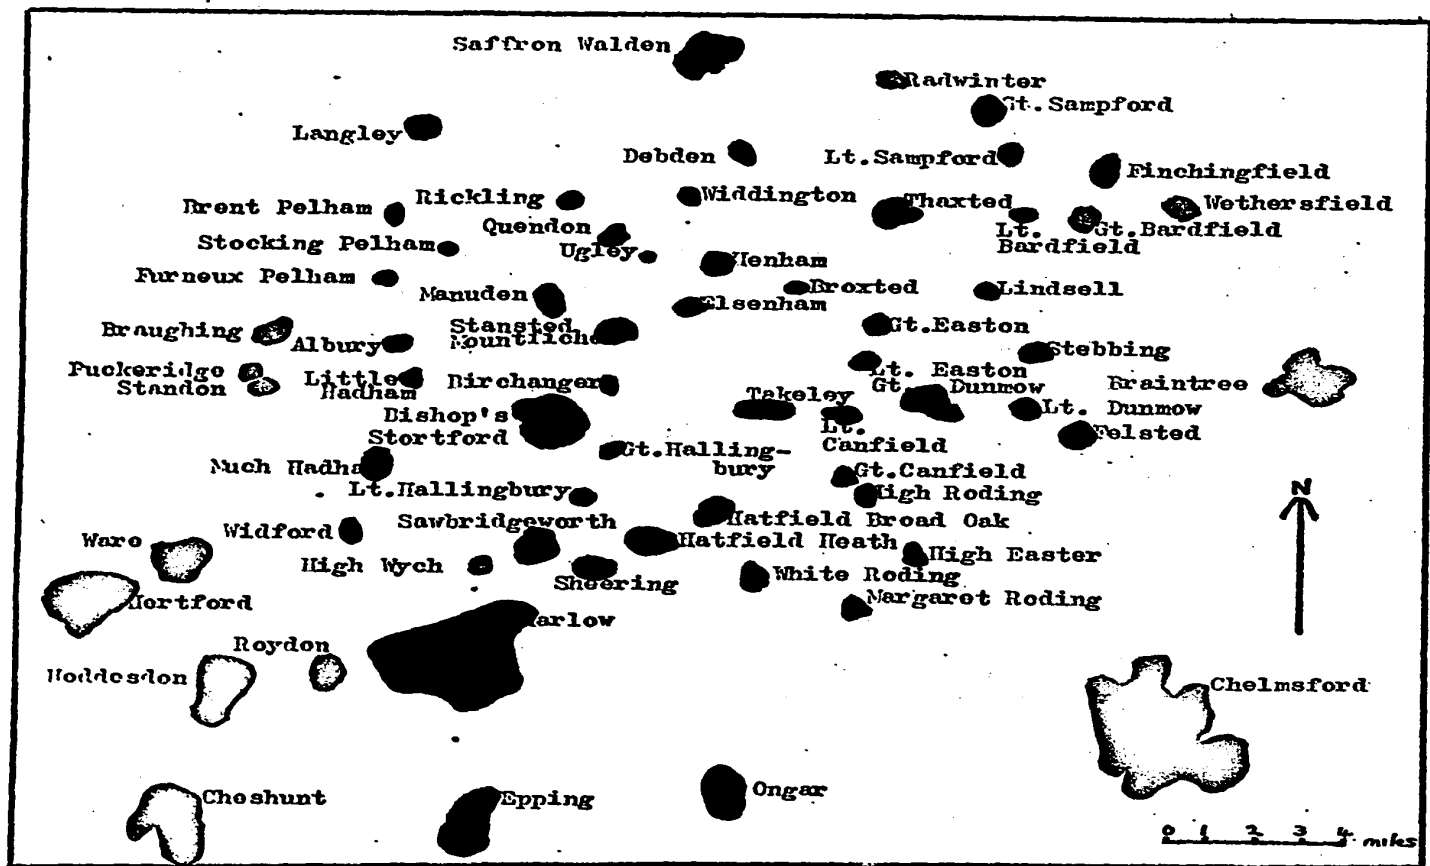 Saffron Walden
Radwinter
Gt.Sampford
Langley
Debden
Lt.Sampford
Finchingfield
Rickling
Widdington
Thaxted
Wethersfield
Brent Pelham
Quendon
Lt.
Bardfield
Gt.Bardfield
Stocking Pelham
Ugley
Henham
Furneux Pelham
Broxted
Lindsell
Manuden
Elsenham
Braughing
Stansted
Mountfiche
Gt.Easton
Albury
Stebbing
Puckeridge
Standon
Little
Hadham
Birchanger
Lt. Easton
Gt. Dunmow
Braintree
Takeley
Bishop's
Stortford
Lt.
Canfield
Lt. Dunmow
Felsted
Much Hadha
Gt.Halling-
bury
Gt.Canfield
Lt.Hallingbury
High Roding
Widford
Sawbridgeworth
Hatfield Broad Oak
N
Ware
Hatfield Heath
High Easter
High Wych
Sheering
White Roding
Hertford
Margaret Roding
Harlow
Roydon
Hoddesdon
Chelmsford
Cheshunt
Epping
Ongar
0 1 2 3 4 miles